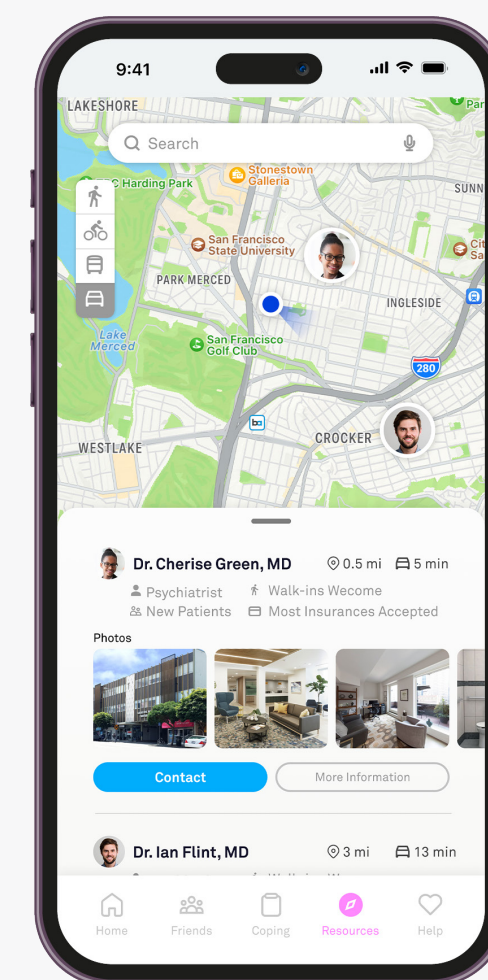 9:41
LAKESHORE
Par
Search
Stonestown
Galleria
C Harding Park
SUNN
San Francisco
State University
Cit
Sa
PARK MERCED
INGLESIDE
Lake
Merced
San Francisco
Golf Club
280
ba
CROCKER
WESTLAKE
Dr. Cherise Green, MD
0.5 mi
5 min
Psychiatrist
Walk-ins Wecome
New Patients
Most Insurances Accepted
Photos
Contact
More Information
Dr. Ian Flint, MD
3 mi
13 min
Home
Friends
Coping
Resources
Help